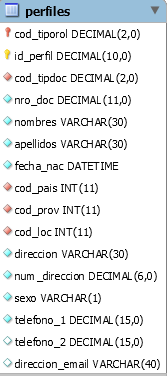 perfiles
cod_tiporol DECIMAL(2,0)
id_perfil DECIMAL(10,0)
cod_tipdoc DECIMAL(2,0)
nro_doc DECIMAL(11,0)
nombres VARCHAR(30)
apellidos VARCHAR(30)
fecha_nac DATETIME
cod_pais INT(11)
cod_prov INT(11)
cod_loc INT(11)
direccion VARCHAR(30)
num_direccion DECIMAL(6,0)
sexo VARCHAR(1)
telefono_1 DECIMAL(15,0)
telefono_2 DECIMAL(15,0)
direccion_email VARCHAR(40)